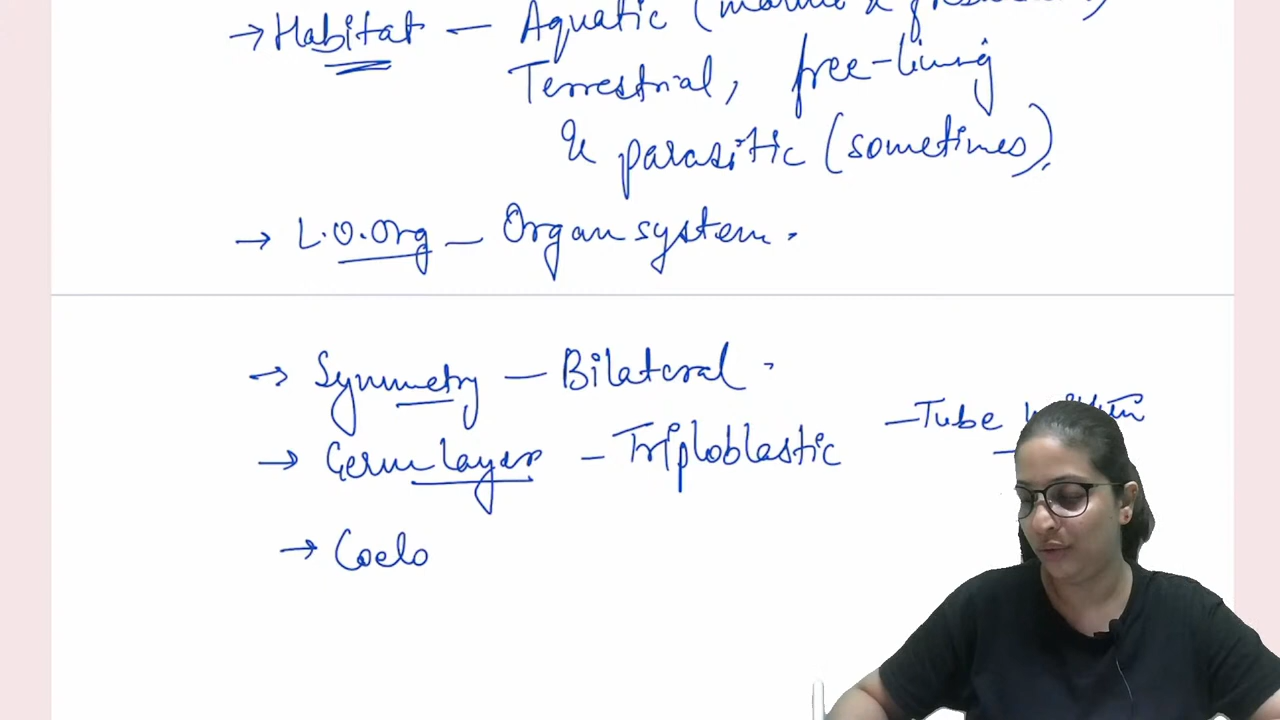 → Habitat — Aquatic (
Terrestrial, free-living
& parasitic (sometimes).
→ L.O.Org — Organ system.
→ Symmetry — Bilateral.
→ Germ layer — Triploblastic
— Tube
→ Coelo